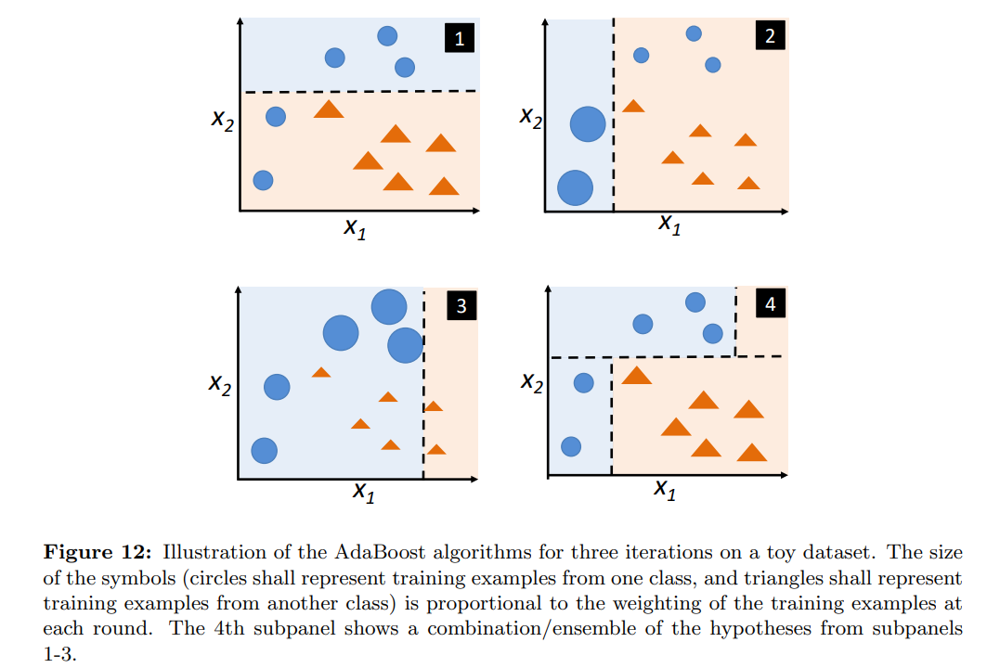 1
x2
x1
2
x2
x1
3
x2
x1
4
x2
x1
Figure 12: Illustration of the AdaBoost algorithms for three iterations on a toy dataset. The size
of the symbols (circles shall represent training examples from one class, and triangles shall represent
training examples from another class) is proportional to the weighting of the training examples at
each round. The 4th subpanel shows a combination/ensemble of the hypotheses from subpanels
1-3.